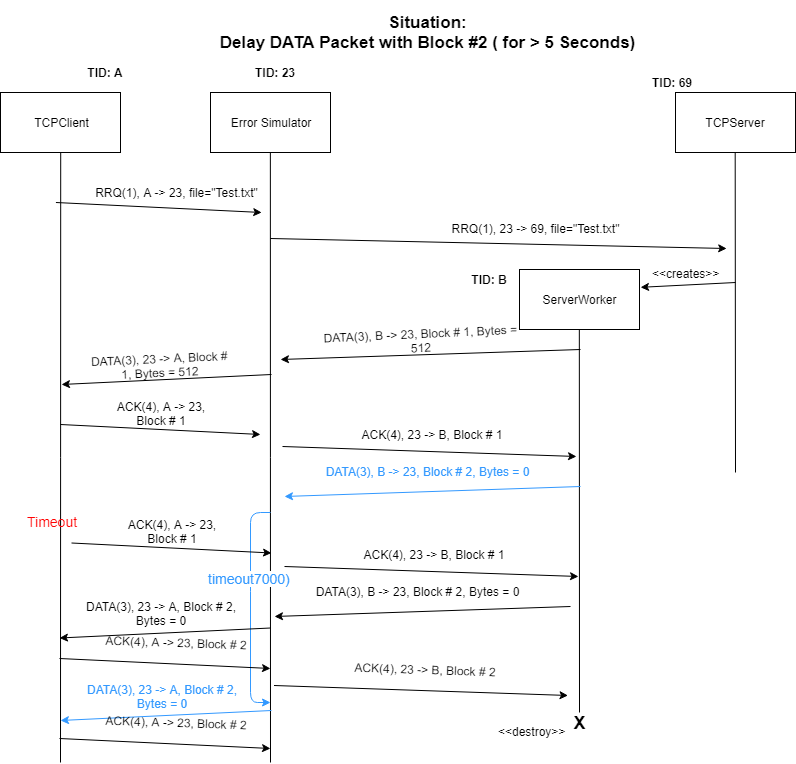 Situation:
Delay DATA Packet with Block #2 ( for > 5 Seconds)
TID: A
TID: 23
TID: 69
TCPClient
Error Simulator
TCPServer
RRQ(1), A -> 23, file="Test.txt"
RRQ(1), 23 -> 69, file="Test.txt"
<<creates>>
TID: B
ServerWorker
DATA(3), B -> 23, Block # 1, Bytes =
512
DATA(3), 23 -> A, Block #
1, Bytes = 512
ACK(4), A -> 23,
Block # 1
ACK(4), 23 -> B, Block # 1
DATA(3), B -> 23, Block # 2, Bytes = 0
Timeout
ACK(4), A -> 23,
Block # 1
ACK(4), 23 -> B, Block # 1
timeout7000)
DATA(3), B -> 23, Block # 2, Bytes = 0
DATA(3), 23 -> A, Block # 2,
Bytes = 0
ACK(4), A -> 23, Block # 2
ACK(4), 23 -> B, Block # 2
DATA(3), 23 -> A, Block # 2,
Bytes = 0
ACK(4), A -> 23, Block # 2
X
<<destroy>>